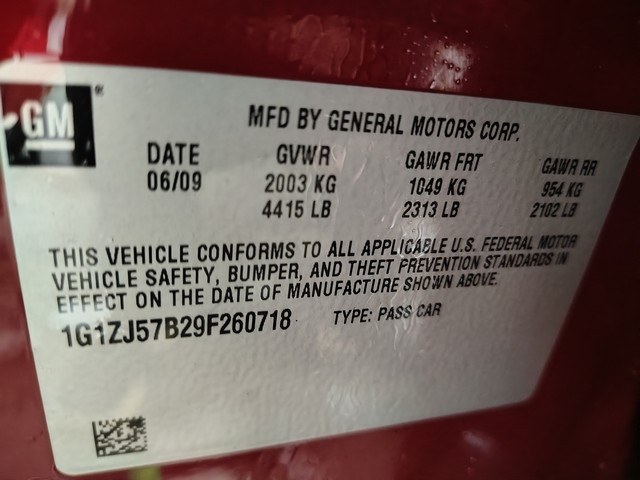 GM®
MFD BY GENERAL MOTORS CORP.
DATE GVWR GAWR FRT GAWR RR
06/09 2003 KG 1049 KG 954 KG
4415 LB 2313 LB 2102 LB
THIS VEHICLE CONFORMS TO ALL APPLICABLE U.S. FEDERAL MOTOR
VEHICLE SAFETY, BUMPER, AND THEFT PREVENTION STANDARDS IN
EFFECT ON THE DATE OF MANUFACTURE SHOWN ABOVE.
1G1ZJ57B29F260718 TYPE: PASS CAR